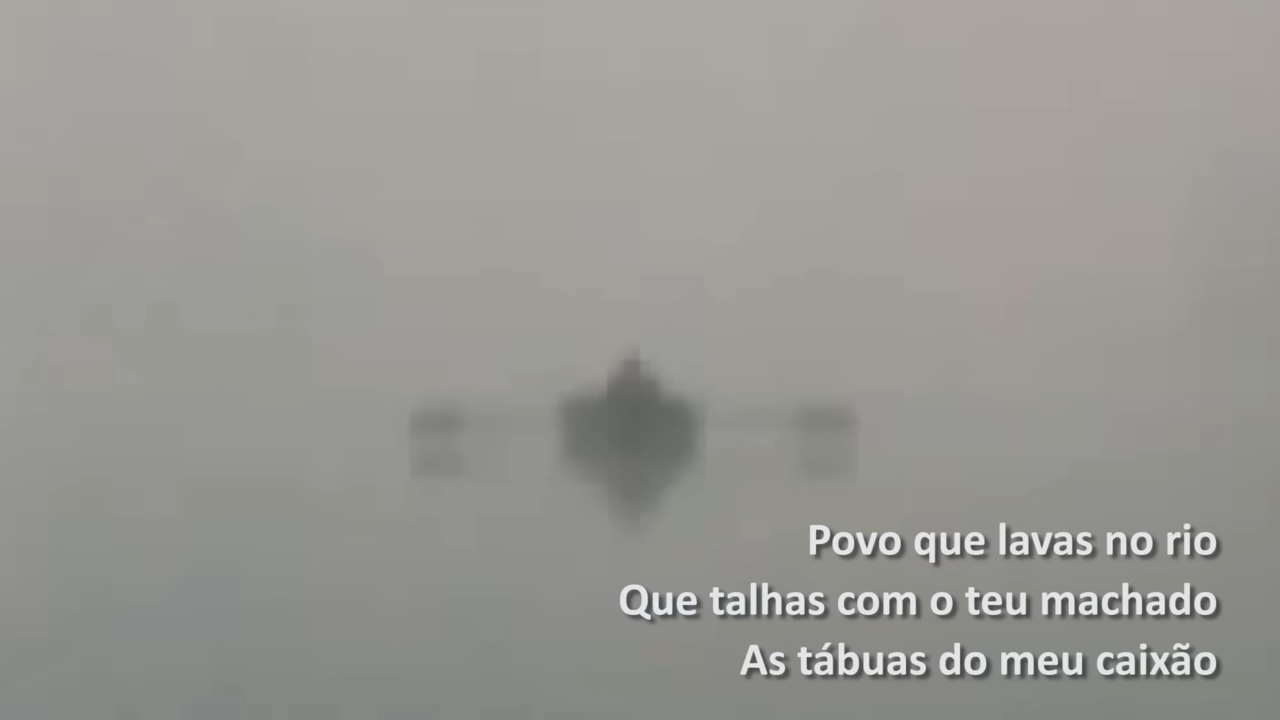 Povo que lavas no rio
Que talhas com o teu machado
As tábuas do meu caixão